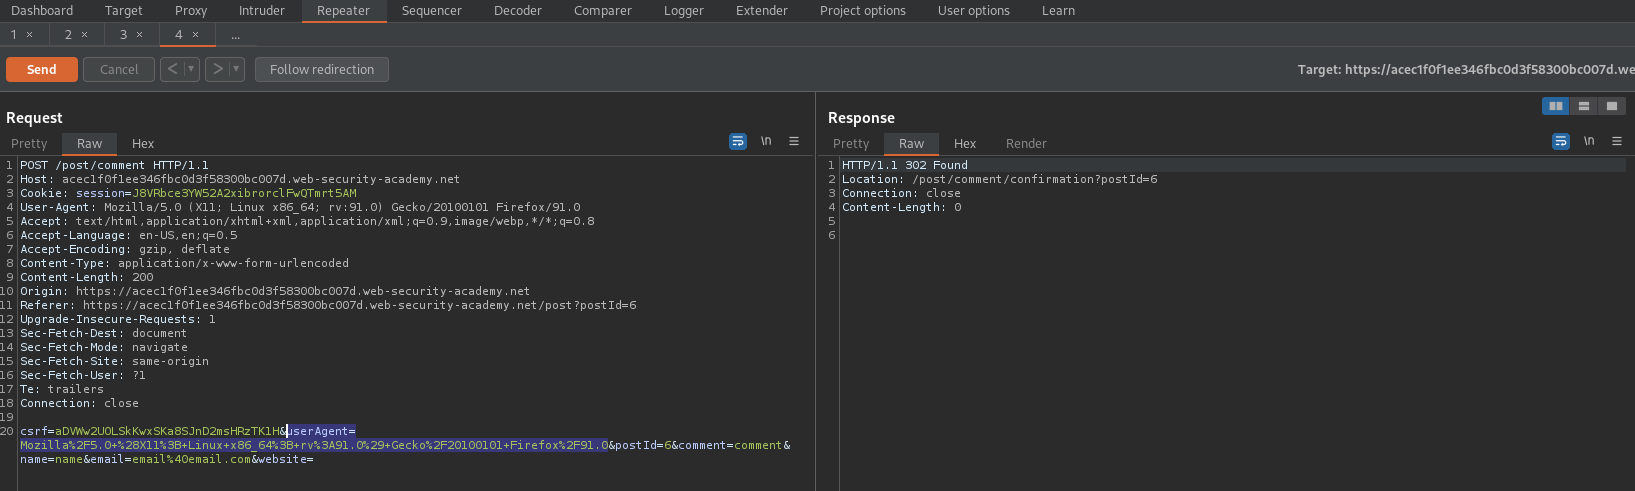 Dashboard Target Proxy Intruder Repeater Sequencer Decoder Comparer Logger Extender Project options User options Learn
1 × 2 × 3 × 4 × ...
Send Cancel < > Follow redirection Target: https://acec1f0f1ee346fbc0d3f58300bc007d.we
Request
Pretty Raw Hex \n
1 POST /post/comment HTTP/1.1
2 Host: acec1f0f1ee346fbc0d3f58300bc007d.web-security-academy.net
3 Cookie: session=J8VRbce3YW52A2xibrorclFwQTmrt5AM
4 User-Agent: Mozilla/5.0 (X11; Linux x86_64; rv:91.0) Gecko/20100101 Firefox/91.0
5 Accept: text/html,application/xhtml+xml,application/xml;q=0.9,image/webp,*/*;q=0.8
6 Accept-Language: en-US,en;q=0.5
7 Accept-Encoding: gzip, deflate
8 Content-Type: application/x-www-form-urlencoded
9 Content-Length: 200
10 Origin: https://acec1f0f1ee346fbc0d3f58300bc007d.web-security-academy.net
11 Referer: https://acec1f0f1ee346fbc0d3f58300bc007d.web-security-academy.net/post?postId=6
12 Upgrade-Insecure-Requests: 1
13 Sec-Fetch-Dest: document
14 Sec-Fetch-Mode: navigate
15 Sec-Fetch-Site: same-origin
16 Sec-Fetch-User: ?1
17 Te: trailers
18 Connection: close
19
20 csrf=aDVWw2UOLSkKwxSKa8SJnD2msHRzTKlH&userAgent=
Mozilla%2F5.0+%28X11%3B+Linux+x86_64%3B+rv%3A91.0%29+Gecko%2F20100101+Firefox%2F91.0&postId=6&comment=comment&
name=name&email=email%40email.com&website=
Response
Pretty Raw Hex Render \n
1 HTTP/1.1 302 Found
2 Location: /post/comment/confirmation?postId=6
3 Connection: close
4 Content-Length: 0
5
6